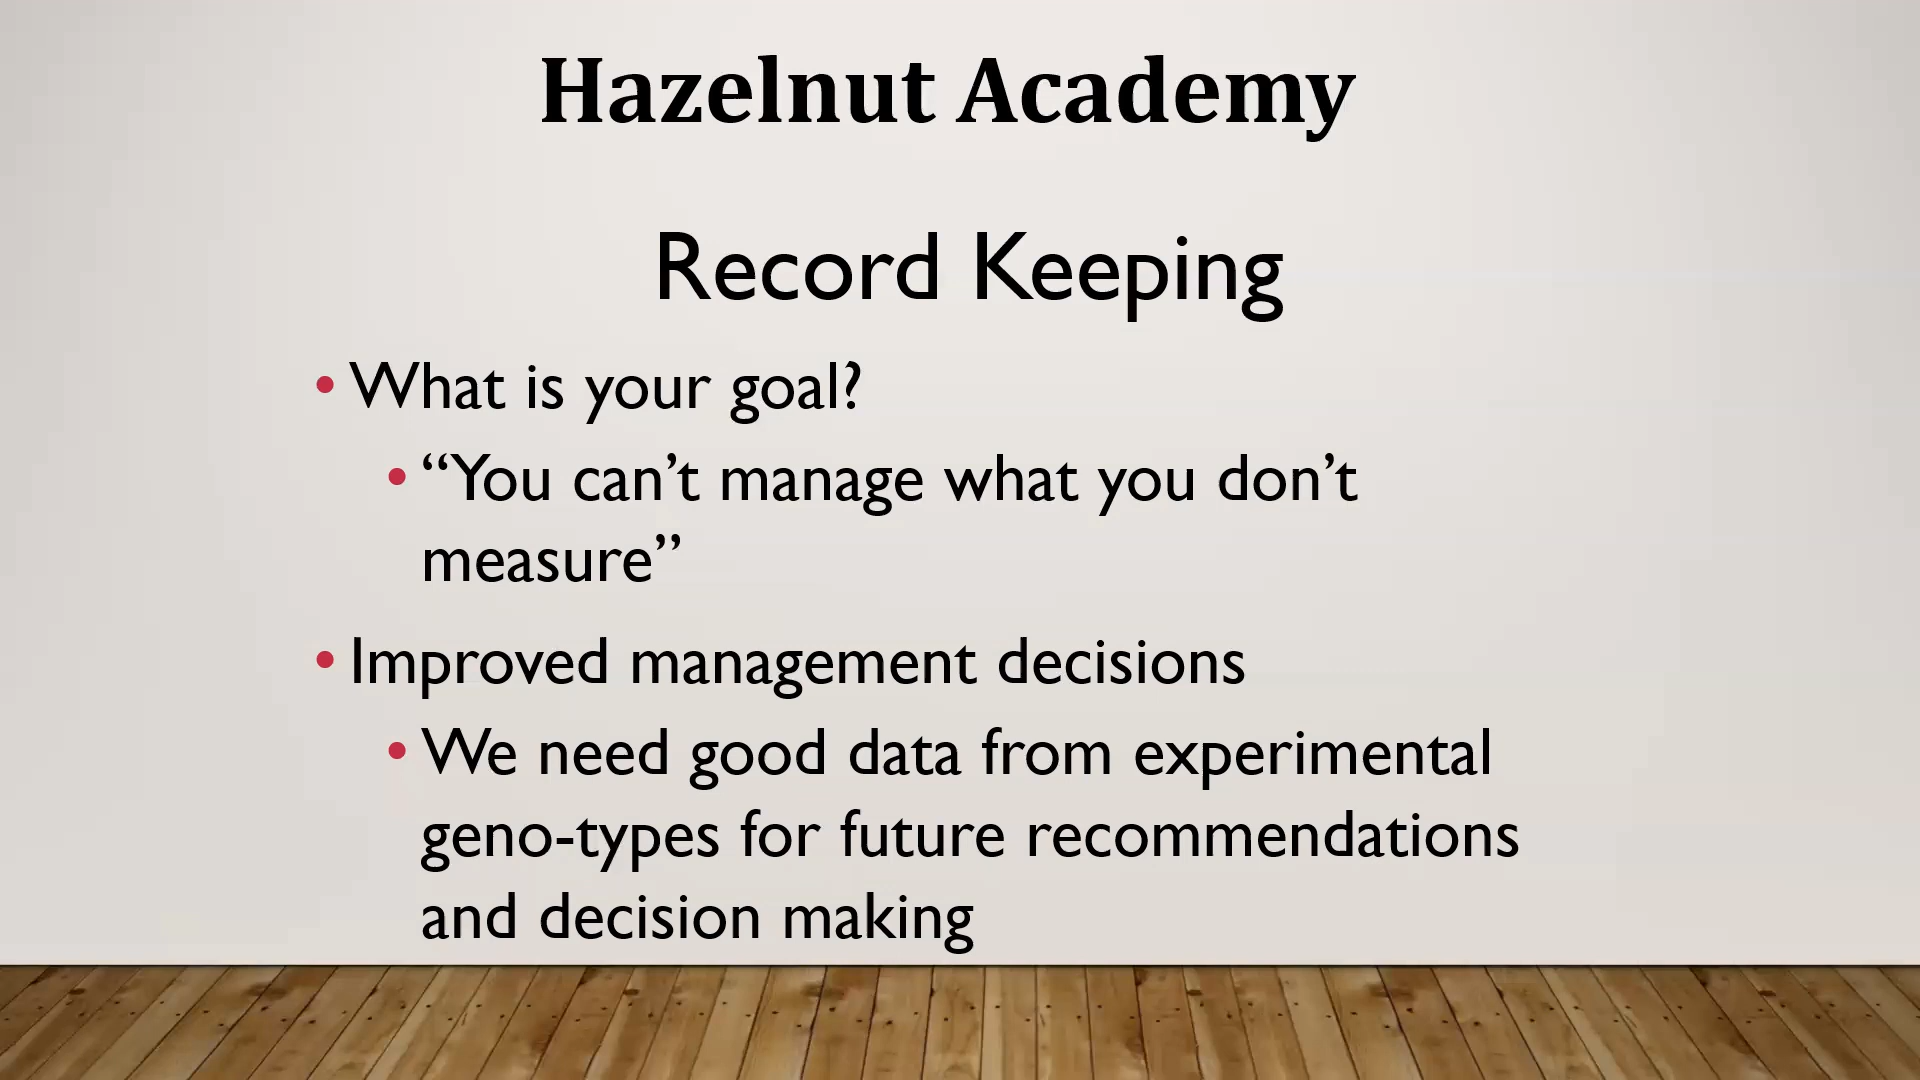 Hazelnut Academy
Record Keeping
• What is your goal?
• “You can’t manage what you don’t
measure”
• Improved management decisions
• We need good data from experimental
geno-types for future recommendations
and decision making